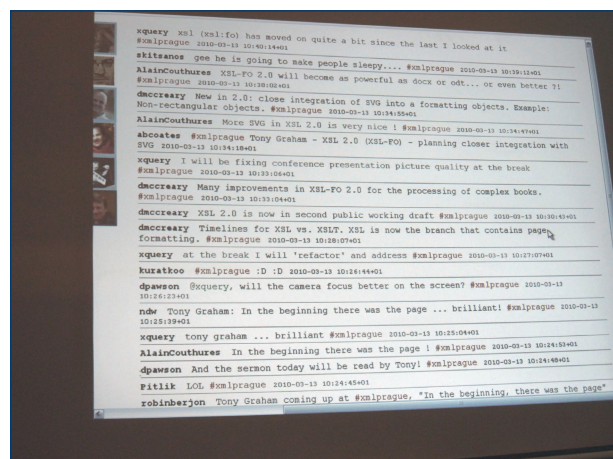 xquery xsl (xsl:fo) has moved on quite a bit since the last I looked at it
#xmlprague 2010-03-13 10:40:14+01
skitsanos gee he is going to make people sleepy.... #xmlprague 2010-03-13 10:39:12+01
AlainCouthures XSL-FO 2.0 will become as powerful as docx or odt... or even better ?!
#xmlprague 2010-03-13 10:38:02+01
dmccreary New in 2.0: close integration of SVG into a formatting objects. Example:
Non-rectangular objects. #xmlprague 2010-03-13 10:34:55+01
AlainCouthures More SVG in XSL 2.0 is very nice ! #xmlprague 2010-03-13 10:34:47+01
abcoates #xmlprague Tony Graham - XSL 2.0 (XSL-FO) - planning closer integration with
SVG 2010-03-13 10:34:18+01
xquery I will be fixing conference presentation picture quality at the break
#xmlprague 2010-03-13 10:33:06+01
dmccreary Many improvements in XSL-FO 2.0 for the processing of complex books.
#xmlprague 2010-03-13 10:33:04+01
dmccreary XSL 2.0 is now in second public working draft #xmlprague 2010-03-13 10:30:43+01
dmccreary Timelines for XSL vs. XSLT. XSL is now the branch that contains page
formatting. #xmlprague 2010-03-13 10:28:07+01
xquery at the break I will 'refactor' and address #xmlprague 2010-03-13 10:27:07+01
kuratkoo #xmlprague :D :D 2010-03-13 10:26:44+01
dpawson @xquery, will the camera focus better on the screen? #xmlprague 2010-03-13
10:26:23+01
ndw Tony Graham: In the beginning there was the page ... brilliant! #xmlprague 2010-03-13
10:25:39+01
xquery tony graham ... brilliant #xmlprague 2010-03-13 10:25:04+01
AlainCouthures In the beginning there was the page ! #xmlprague 2010-03-13 10:24:53+01
dpawson And the sermon today will be read by Tony! #xmlprague 2010-03-13 10:24:48+01
Pitlik LOL #xmlprague 2010-03-13 10:24:45+01
robinberjon Tony Graham coming up at #xmlprague, "In the beginning, there was the page"